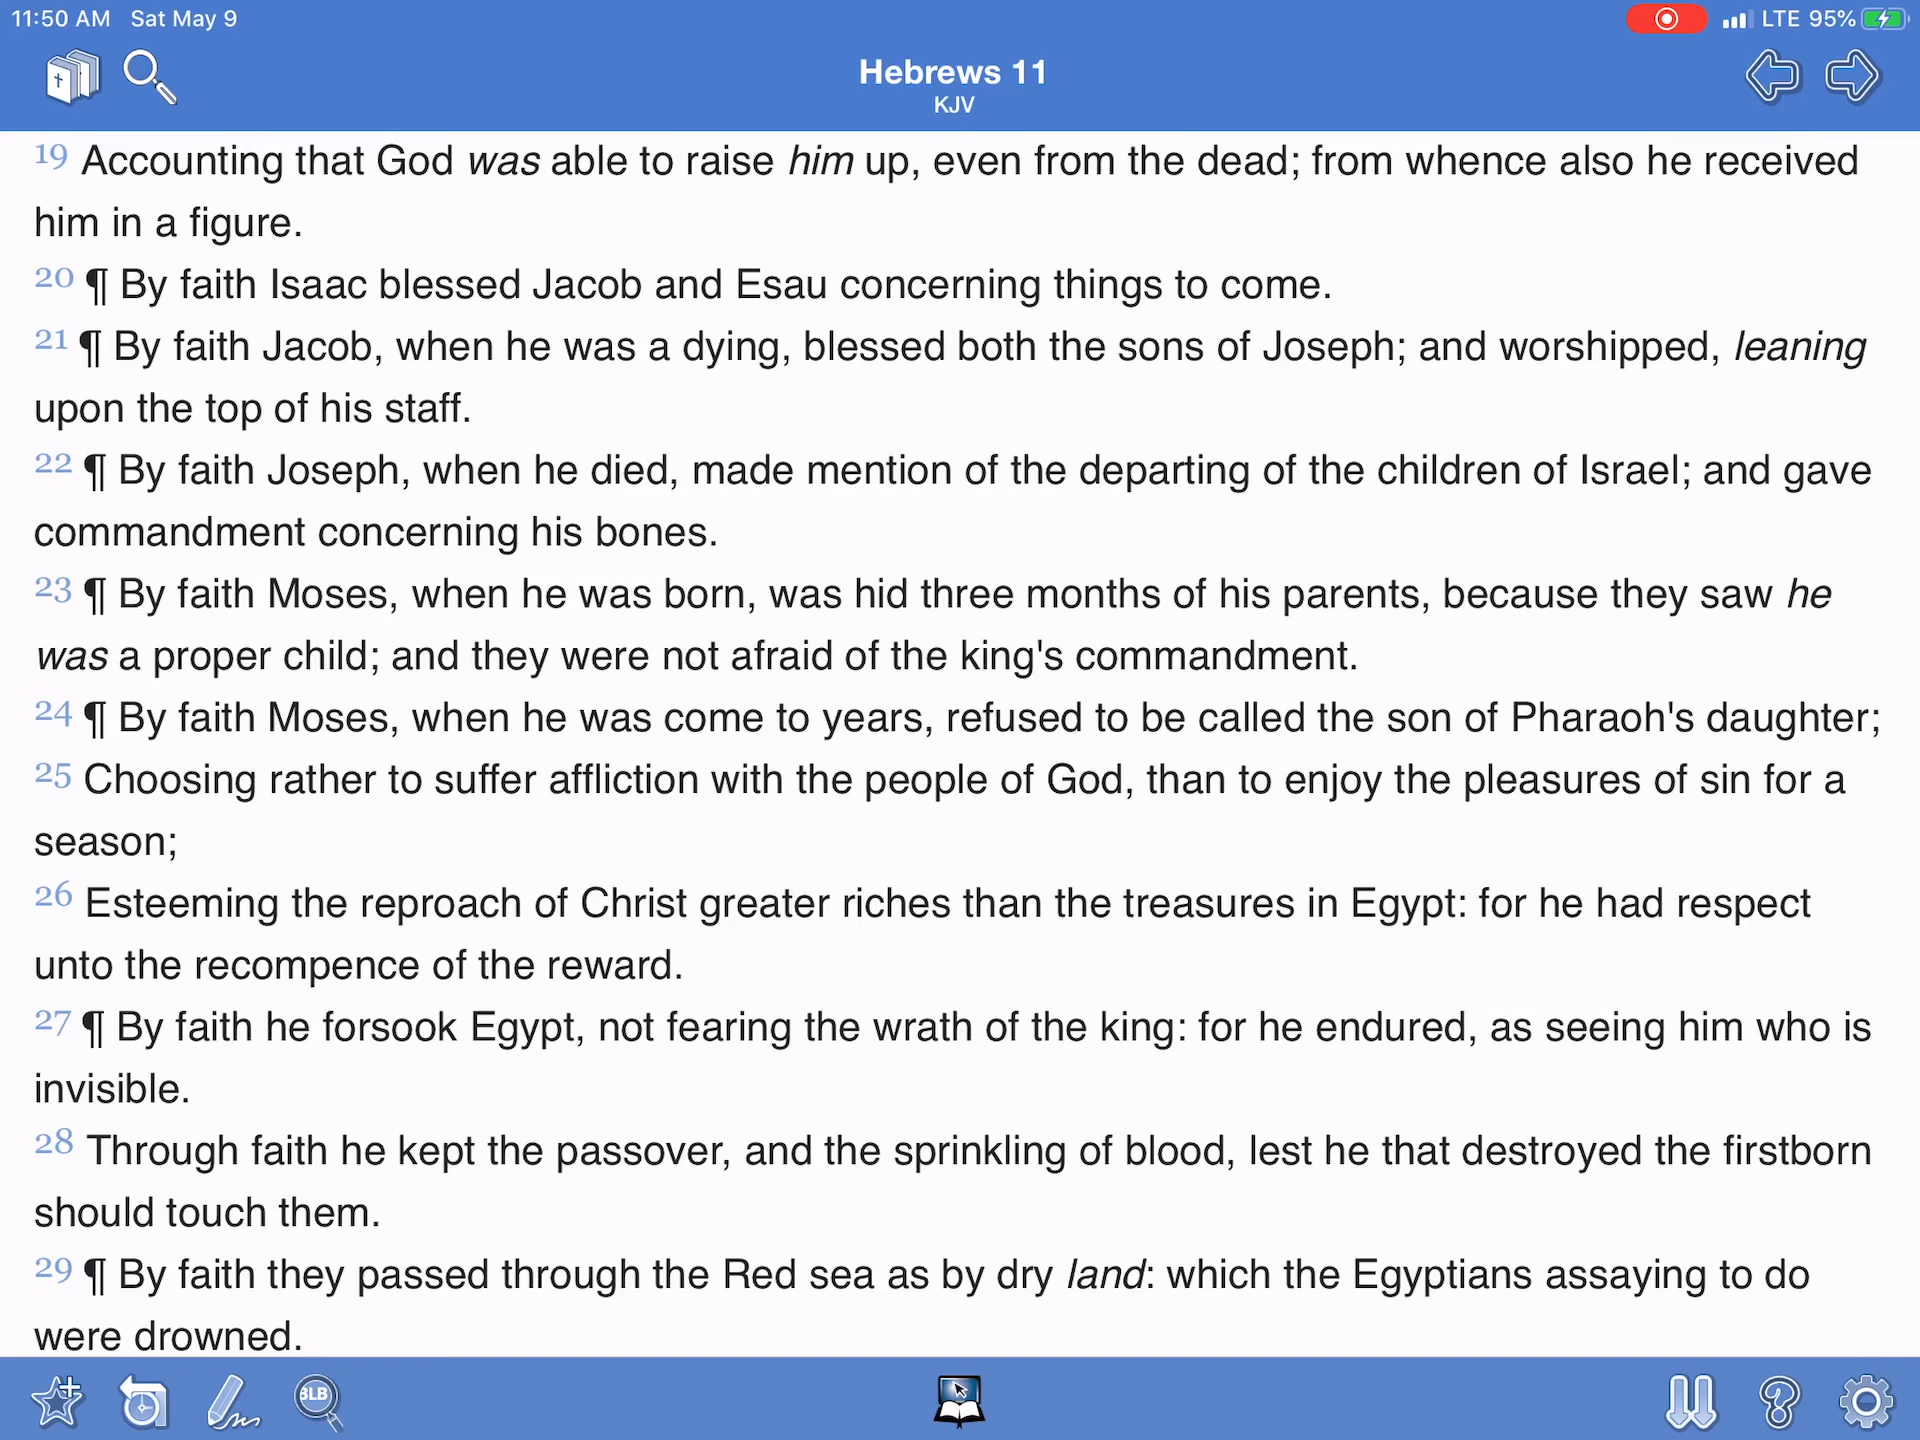 11:50 AM Sat May 9
LTE 95%
Hebrews 11
KJV
19 Accounting that God was able to raise him up, even from the dead; from whence also he received
him in a figure.
20 ¶ By faith Isaac blessed Jacob and Esau concerning things to come.
21 ¶ By faith Jacob, when he was a dying, blessed both the sons of Joseph; and worshipped, leaning
upon the top of his staff.
22 ¶ By faith Joseph, when he died, made mention of the departing of the children of Israel; and gave
commandment concerning his bones.
23 ¶ By faith Moses, when he was born, was hid three months of his parents, because they saw he
was a proper child; and they were not afraid of the king's commandment.
24 ¶ By faith Moses, when he was come to years, refused to be called the son of Pharaoh's daughter;
25 Choosing rather to suffer affliction with the people of God, than to enjoy the pleasures of sin for a
season;
26 Esteeming the reproach of Christ greater riches than the treasures in Egypt: for he had respect
unto the recompence of the reward.
27 ¶ By faith he forsook Egypt, not fearing the wrath of the king: for he endured, as seeing him who is
invisible.
28 Through faith he kept the passover, and the sprinkling of blood, lest he that destroyed the firstborn
should touch them.
29 ¶ By faith they passed through the Red sea as by dry land: which the Egyptians assaying to do
were drowned.
BLB